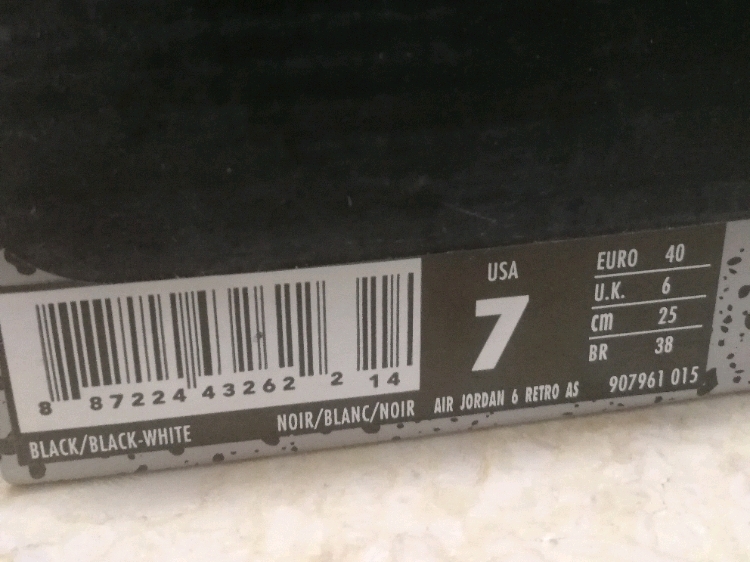 USA
7
EURO 40
U.K. 6
cm 25
BR 38
8 87224 43262 2 14
BLACK/BLACK-WHITE
NOIR/BLANC/NOIR
AIR JORDAN 6 RETRO AS
907961 015